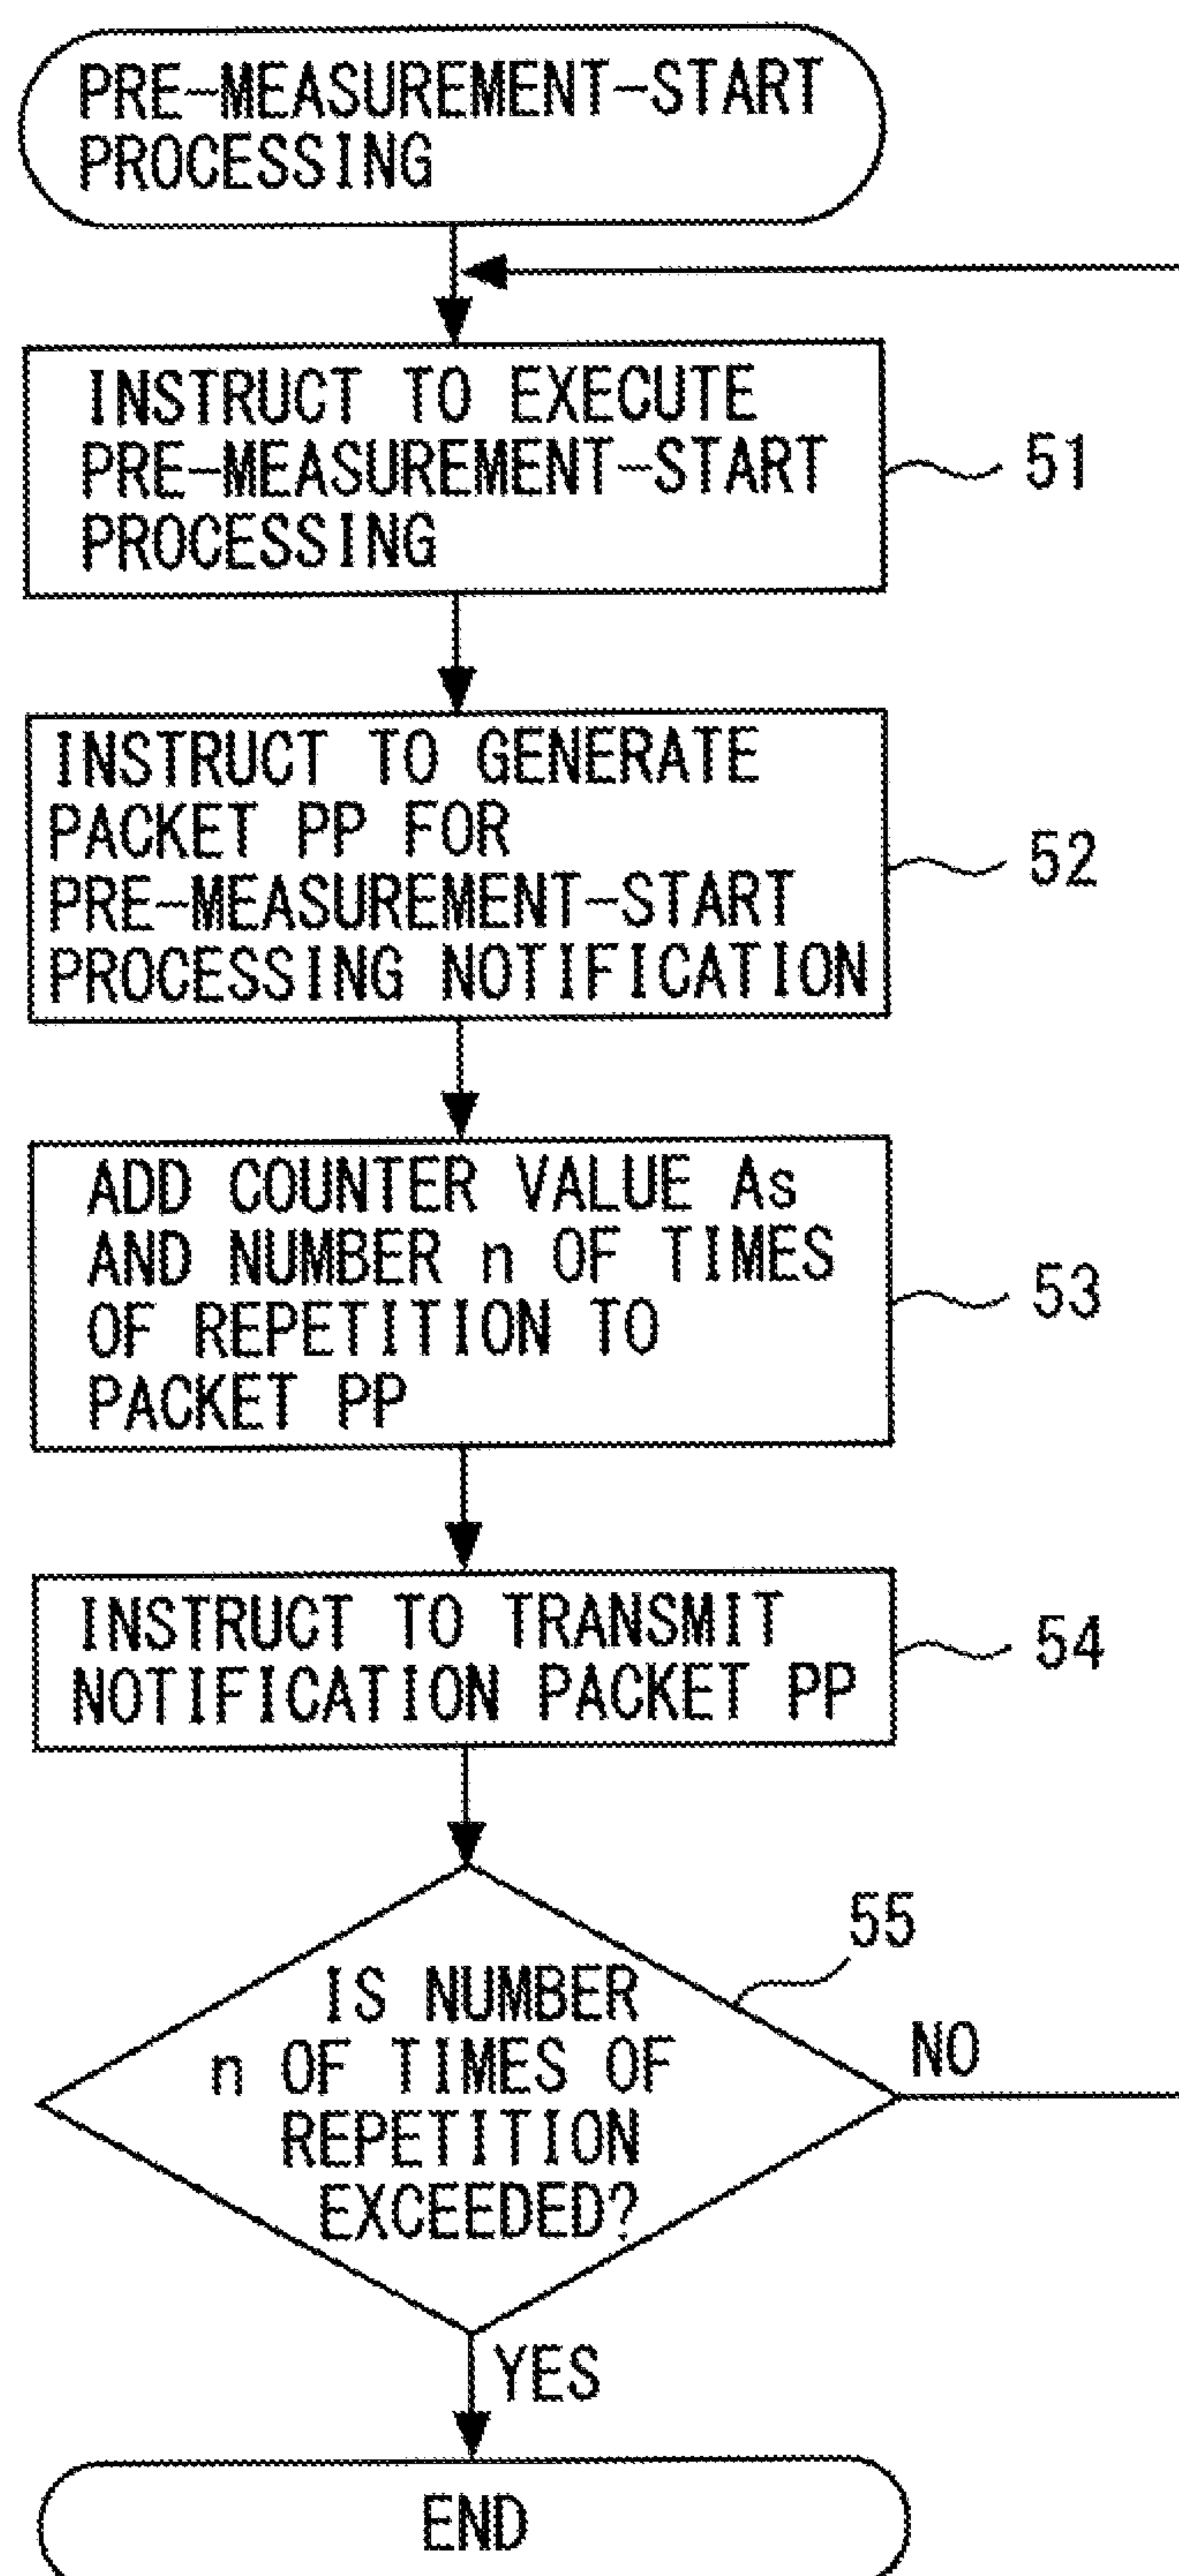 PRE-MEASUREMENT-START
PROCESSING
INSTRUCT TO EXECUTE
PRE-MEASUREMENT-START
PROCESSING
51
INSTRUCT TO GENERATE
PACKET PP FOR
PRE-MEASUREMENT-START
PROCESSING NOTIFICATION
52
ADD COUNTER VALUE As
AND NUMBER n OF TIMES
OF REPETITION TO
PACKET PP
53
INSTRUCT TO TRANSMIT
NOTIFICATION PACKET PP
54
55
IS NUMBER
n OF TIMES OF
REPETITION
EXCEEDED?
NO
YES
END